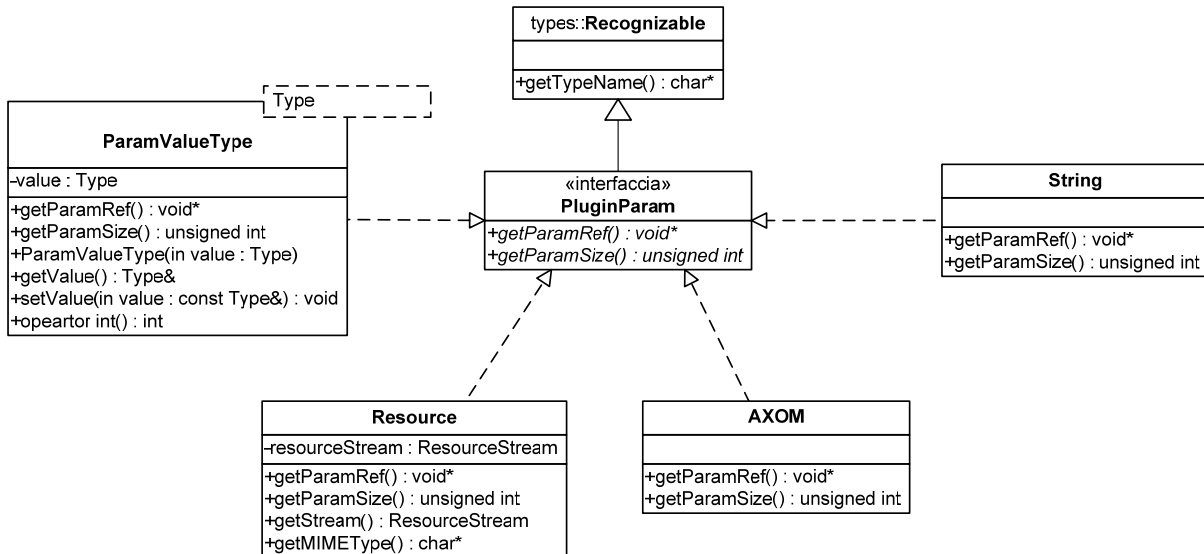 types::Recognizable
+getTypeName() : char*
Type
ParamValueType
-value : Type
+getParamRef() : void*
+getParamSize() : unsigned int
+ParamValueType(in value : Type)
+getValue() : Type&
+setValue(in value : const Type&) : void
+opeartor int() : int
«interfaccia»
PluginParam
+getParamRef() : void*
+getParamSize() : unsigned int
String
+getParamRef() : void*
+getParamSize() : unsigned int
Resource
-resourceStream : ResourceStream
+getParamRef() : void*
+getParamSize() : unsigned int
+getStream() : ResourceStream
+getMIMEType() : char*
AXOM
+getParamRef() : void*
+getParamSize() : unsigned int